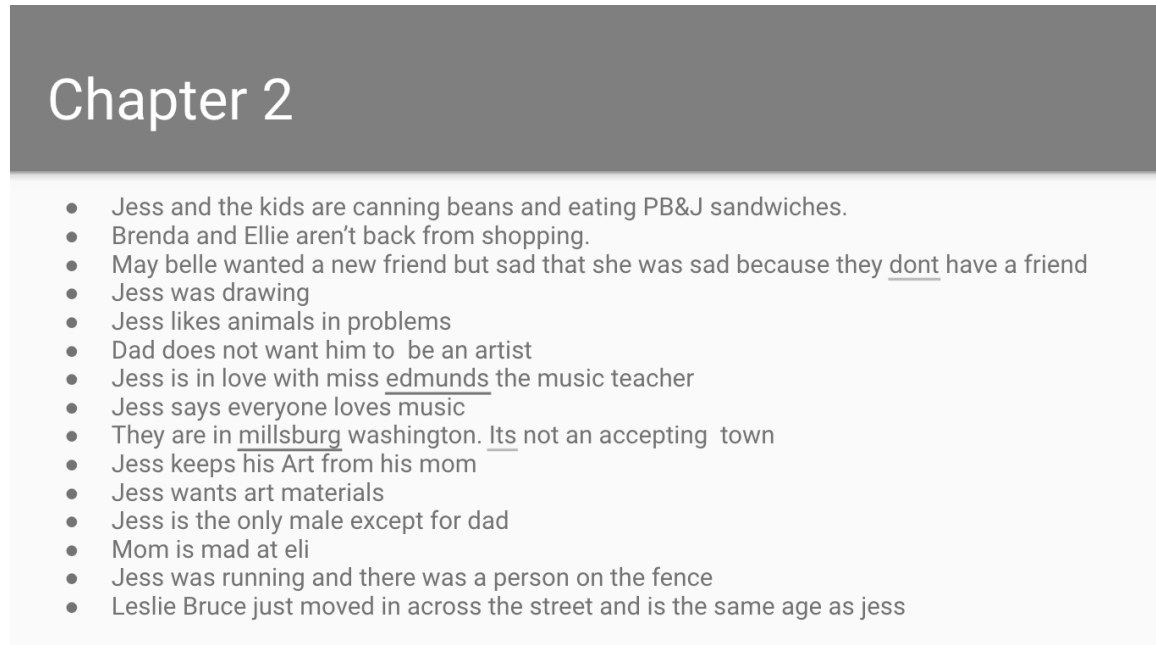 Chapter 2
● Jess and the kids are canning beans and eating PB&J sandwiches.
● Brenda and Ellie aren’t back from shopping.
● May belle wanted a new friend but sad that she was sad because they dont have a friend
● Jess was drawing
● Jess likes animals in problems
● Dad does not want him to  be an artist
● Jess is in love with miss edmunds the music teacher
● Jess says everyone loves music
● They are in millsburg washington. Its not an accepting  town
● Jess keeps his Art from his mom
● Jess wants art materials
● Jess is the only male except for dad
● Mom is mad at eli
● Jess was running and there was a person on the fence
● Leslie Bruce just moved in across the street and is the same age as jess